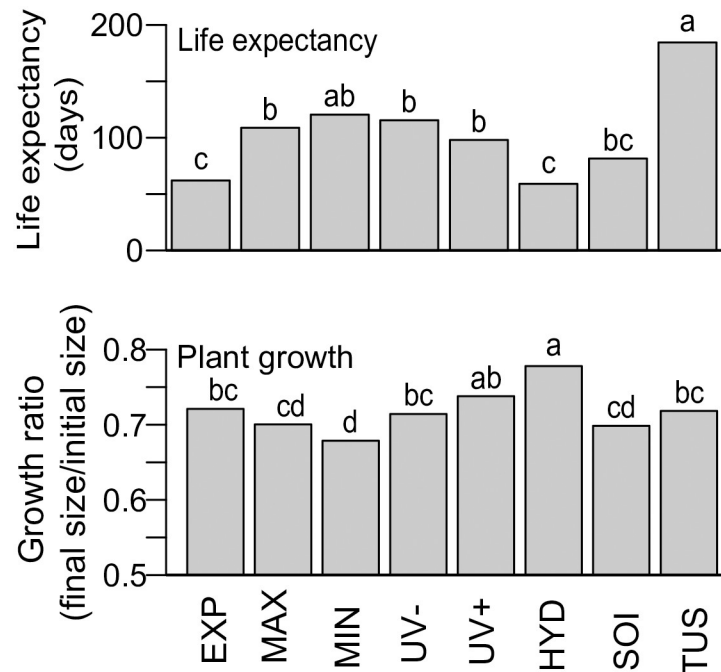 Life expectancy
(days)
200
100
0
Life expectancy
c
b
ab
b
b
c
bc
a
Growth ratio
(final size/initial size)
0.8
0.7
0.6
0.5
Plant growth
bc
cd
d
bc
ab
a
cd
bc
EXP
MAX
MIN
UV-
UV+
HYD
SOI
TUS